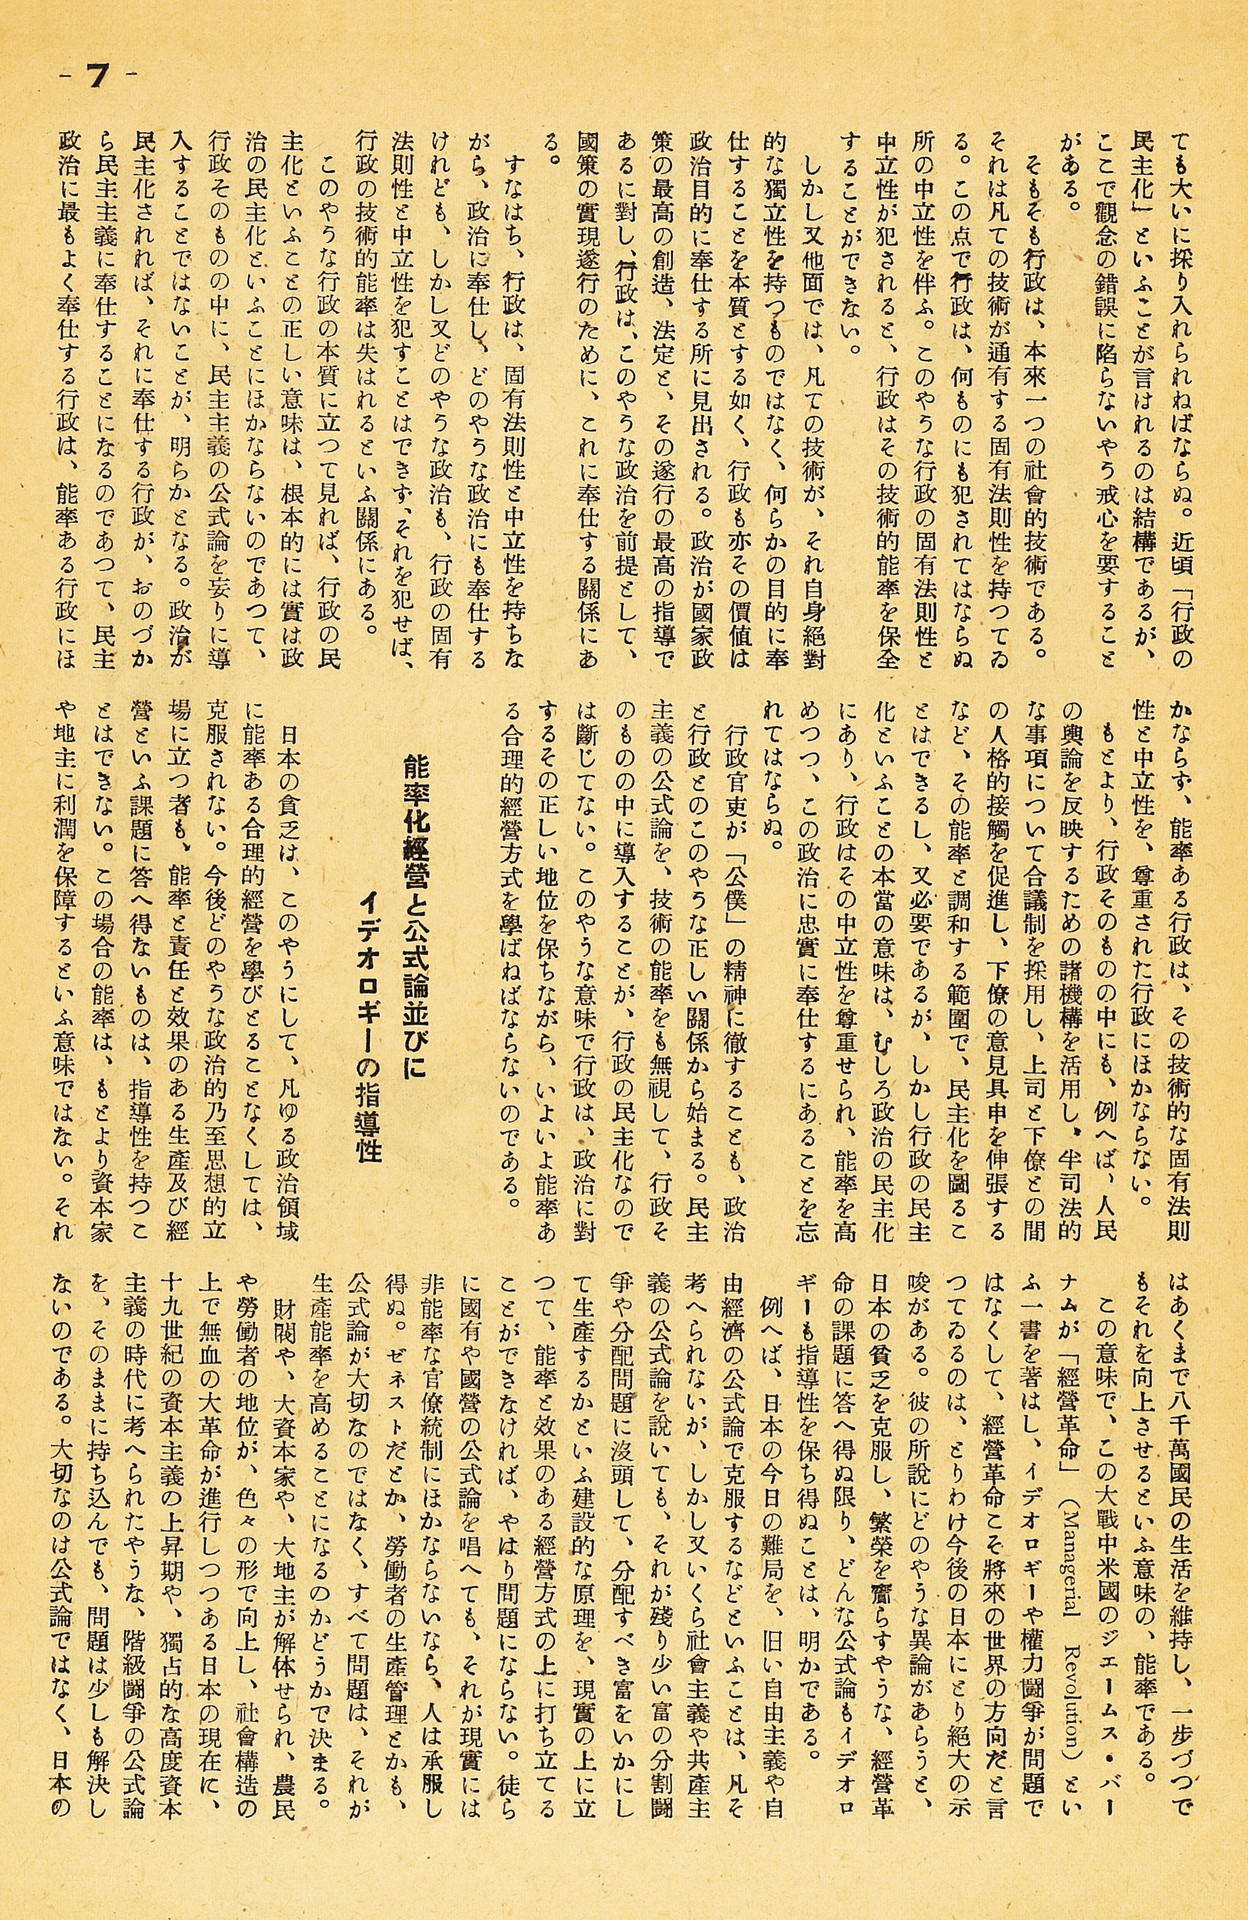 - 7 -
ても大いに採り入れられねばならぬ。近頃「行政の
民主化」といふことが言はれるのは結構であるが、
ここで觀念の錯誤に陷らないやう戒心を要すること
がある。
そもそも行政は、本來一つの社會的技術である。
それは凡ての技術が通有する固有法則性を持つてゐ
る。この点で行政は、何ものにも犯されてはならぬ
所の中立性を伴ふ。このやうな行政の固有法則性と
中立性が犯されると、行政はその技術的能率を保全
することができない。
しかし又他面では、凡ての技術が、それ自身絕對
的な獨立性を持つものではなく、何らかの目的に奉
仕することを本質とする如く、行政も亦その價値は
政治目的に奉仕する所に見出される。政治が國家政
策の最高の創造、法定と、その遂行の最高の指導で
あるに對し、行政は、このやうな政治を前提として、
國策の實現遂行のために、これに奉仕する關係にあ
る。
すなはち、行政は、固有法則性と中立性を持ちな
がら、政治に奉仕し、どのやうな政治にも奉仕する
けれども、しかし又どのやうな政治も、行政の固有
法則性と中立性を犯すことはできず、それを犯せば、
行政の技術的能率は失はれるといふ關係にある。
このやうな行政の本質に立つて見れば、行政の民
主化といふことの正しい意味は、根本的には實は政
治の民主化といふことにほかならないのであつて、
行政そのものの中に、民主主義の公式論を妄りに導
入することではないことが、明らかとなる。政治が
民主化されれば、それに奉仕する行政が、おのづか
ら民主主義に奉仕することになるのであつて、民主
政治に最もよく奉仕する行政は、能率ある行政にほ
かならず、能率ある行政は、その技術的な固有法則
性と中立性を、尊重された行政にほかならない。
もとより、行政そのものの中にも、例へば、人民
の輿論を反映するための諸機構を活用し、半司法的
な事項について合議制を採用し、上司と下僚との間
の人格的接觸を促進し、下僚の意見具申を伸張する
など、その能率と調和する範圍で、民主化を圖るこ
とはできるし、又必要であるが、しかし行政の民主
化といふことの本當の意味は、むしろ政治の民主化
にあり、行政はその中立性を尊重せられ、能率を高
めつつ、この政治に忠實に奉仕するにあることを忘
れてはならぬ。
行政官吏が「公僕」の精神に徹することも、政治
と行政とのこのやうな正しい關係から始まる。民主
主義の公式論を、技術の能率をも無視して、行政そ
のものの中に導入することが、行政の民主化なので
は斷じてない。このやうな意味で行政は、政治に對
するその正しい地位を保ちながら、いよいよ能率あ
る合理的經營方式を學ばねばならないのである。
能率化經營と公式論並びに
イデオロギーの指導性
日本の貧乏は、このやうにして、凡ゆる政治領域
に能率ある合理的經營を學びとることなくしては、
克服されない。今後どのやうな政治的乃至思想的立
場に立つ者も、能率と責任と效果のある生產及び經
營といふ課題に答へ得ないものは、指導性を持つこ
とはできない。この場合の能率は、もとより資本家
や地主に利潤を保障するといふ意味ではない。それ
はあくまで八千萬國民の生活を維持し、一步づつで
もそれを向上させるといふ意味の、能率である。
この意味で、この大戰中米國のジェームス・バー
ナムが「經營革命」(Managerial Revolution)とい
ふ一書を著はし、イデオロギーや權力鬪爭が問題で
はなくして、經營革命こそ將來の世界の方向だと言
つてゐるのは、とりわけ今後の日本にとり絕大の示
唆がある。彼の所說にどのやうな異論があらうと、
日本の貧乏を克服し、繁榮を齎らすやうな、經營革
命の課題に答へ得ぬ限り、どんな公式論もイデオロ
ギーも指導性を保ち得ぬことは、明かである。
例へば、日本の今日の難局を、旧い自由主義や自
由經濟の公式論で克服するなどといふことは、凡そ
考へられないが、しかし又いくら社會主義や共產主
義の公式論を說いても、それが殘り少い富の分割鬪
爭や分配問題に沒頭して、分配すべき富をいかにし
て生產するかといふ建設的な原理を、現實の上に立
つて、能率と效果のある經營方式の上に打ち立てる
ことができなければ、やはり問題にならない。徒ら
に國有や國營の公式論を唱へても、それが現實には
非能率な官僚統制にほかならないなら、人は承服し
得ぬ。ゼネストだとか、勞働者の生產管理とかも、
公式論が大切なのではなく、すべて問題は、それが
生產能率を高めることになるのかどうかで決まる。
財閥や、大資本家や、大地主が解体せられ、農民
や勞働者の地位が、色々の形で向上し、社會構造の
上で無血の大革命が進行しつつある日本の現在に、
十九世紀の資本主義の上昇期や、獨占的な高度資本
主義の時代に考へられたやうな、階級鬪爭の公式論
を、そのままに持ち込んでも、問題は少しも解決し
ないのである。大切なのは公式論ではなく、日本の